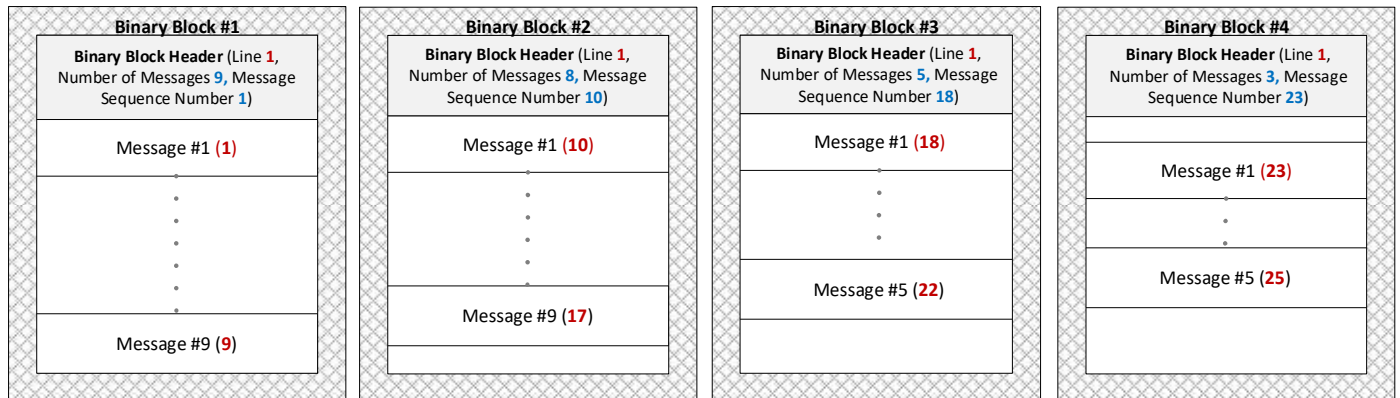 Binary Block #1
Binary Block Header (Line 1,
Number of Messages 9, Message
Sequence Number 1)
Message #1 (1)
Message #9 (9)
Binary Block #2
Binary Block Header (Line 1,
Number of Messages 8, Message
Sequence Number 10)
Message #1 (10)
Message #9 (17)
Binary Block #3
Binary Block Header (Line 1,
Number of Messages 5, Message
Sequence Number 18)
Message #1 (18)
Message #5 (22)
Binary Block #4
Binary Block Header (Line 1,
Number of Messages 3, Message
Sequence Number 23)
Message #1 (23)
Message #5 (25)